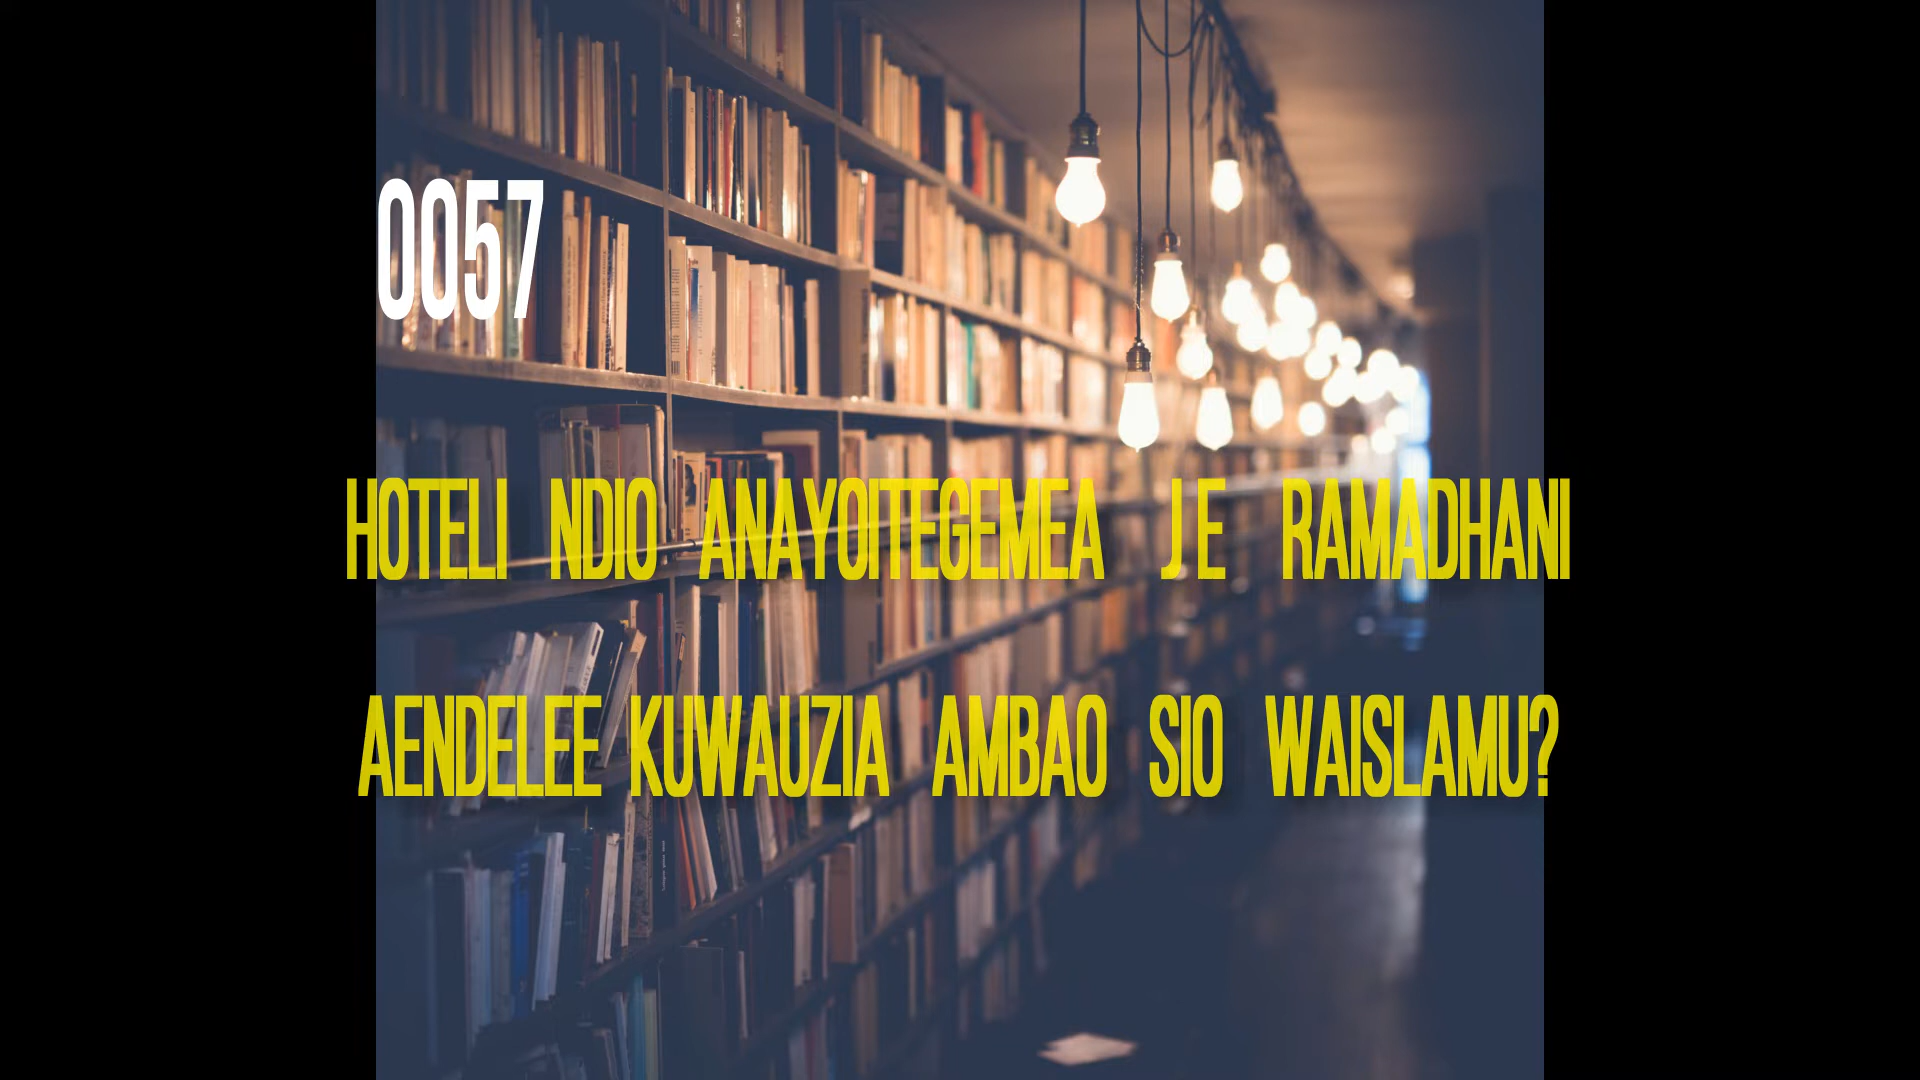 0057
HOTELI NDIO ANAYOITEGEMEA JE RAMADHANI
AENDELEE KUWAUZIA AMBAO SIO WAISLAMU?